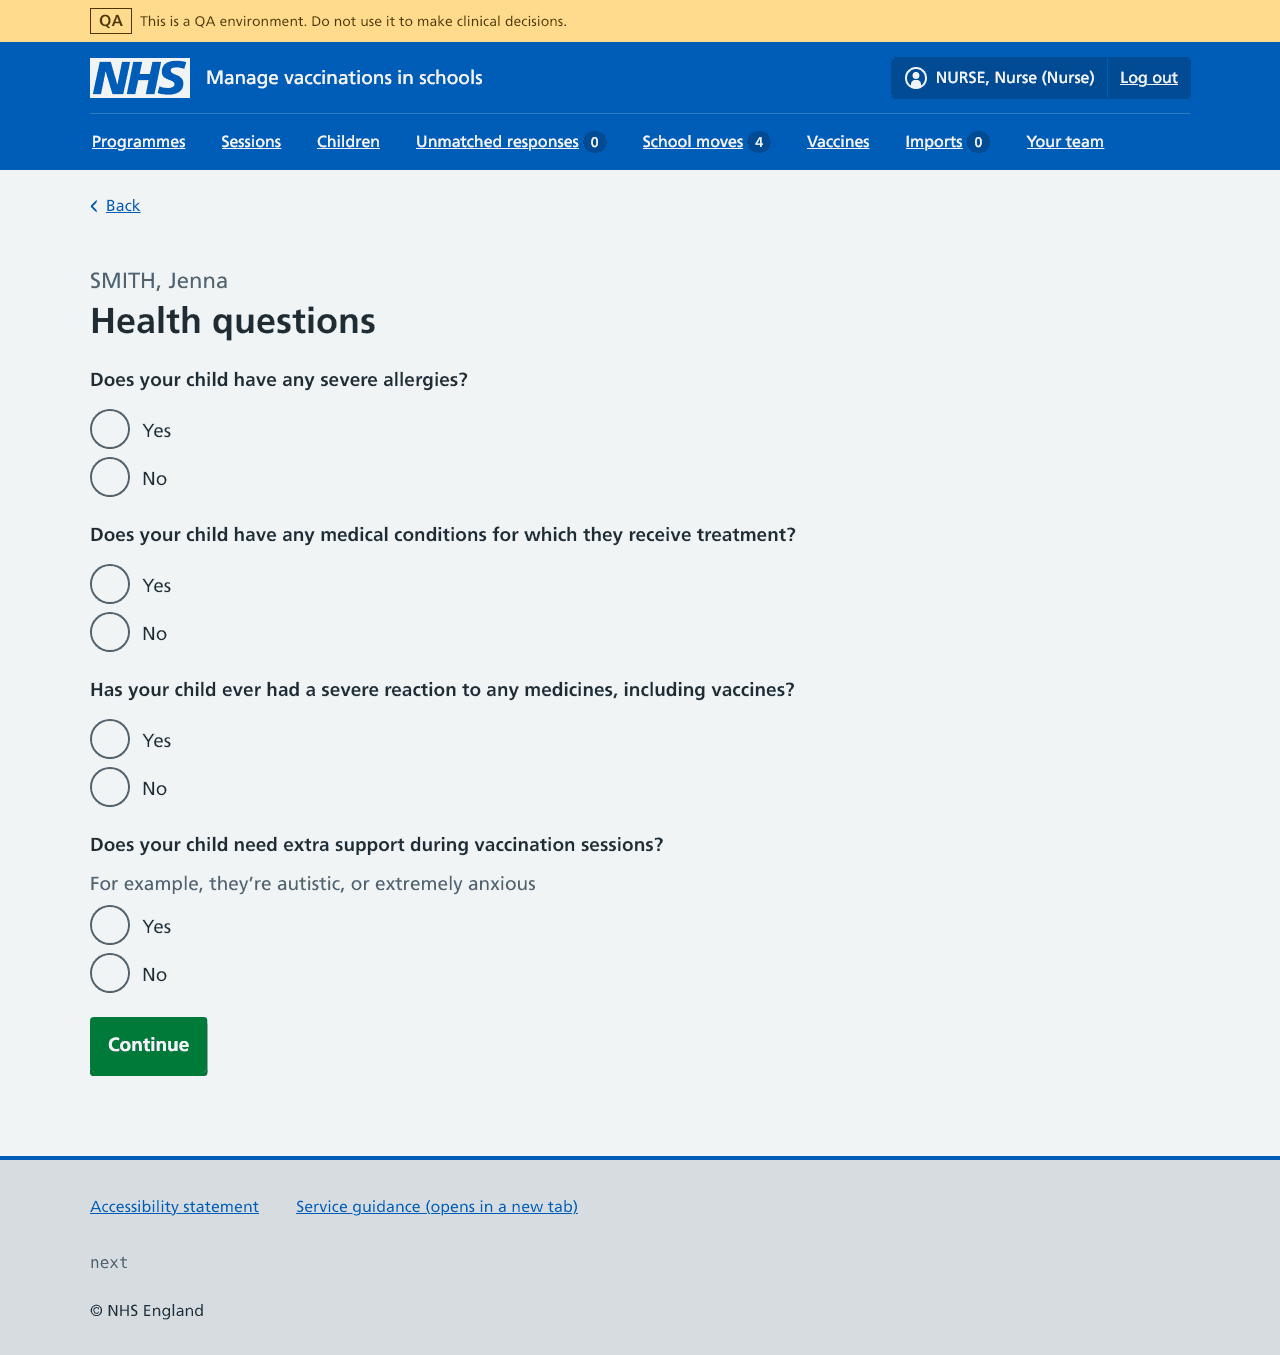 QA This is a QA environment. Do not use it to make clinical decisions.
NHS Manage vaccinations in schools NURSE, Nurse (Nurse) Log out
Programmes Sessions Children Unmatched responses 0 School moves 4 Vaccines Imports 0 Your team
Back
SMITH, Jenna
Health questions
Does your child have any severe allergies?
Yes
No
Does your child have any medical conditions for which they receive treatment?
Yes
No
Has your child ever had a severe reaction to any medicines, including vaccines?
Yes
No
Does your child need extra support during vaccination sessions?
For example, they’re autistic, or extremely anxious
Yes
No
Continue
Accessibility statement Service guidance (opens in a new tab)
next
© NHS England